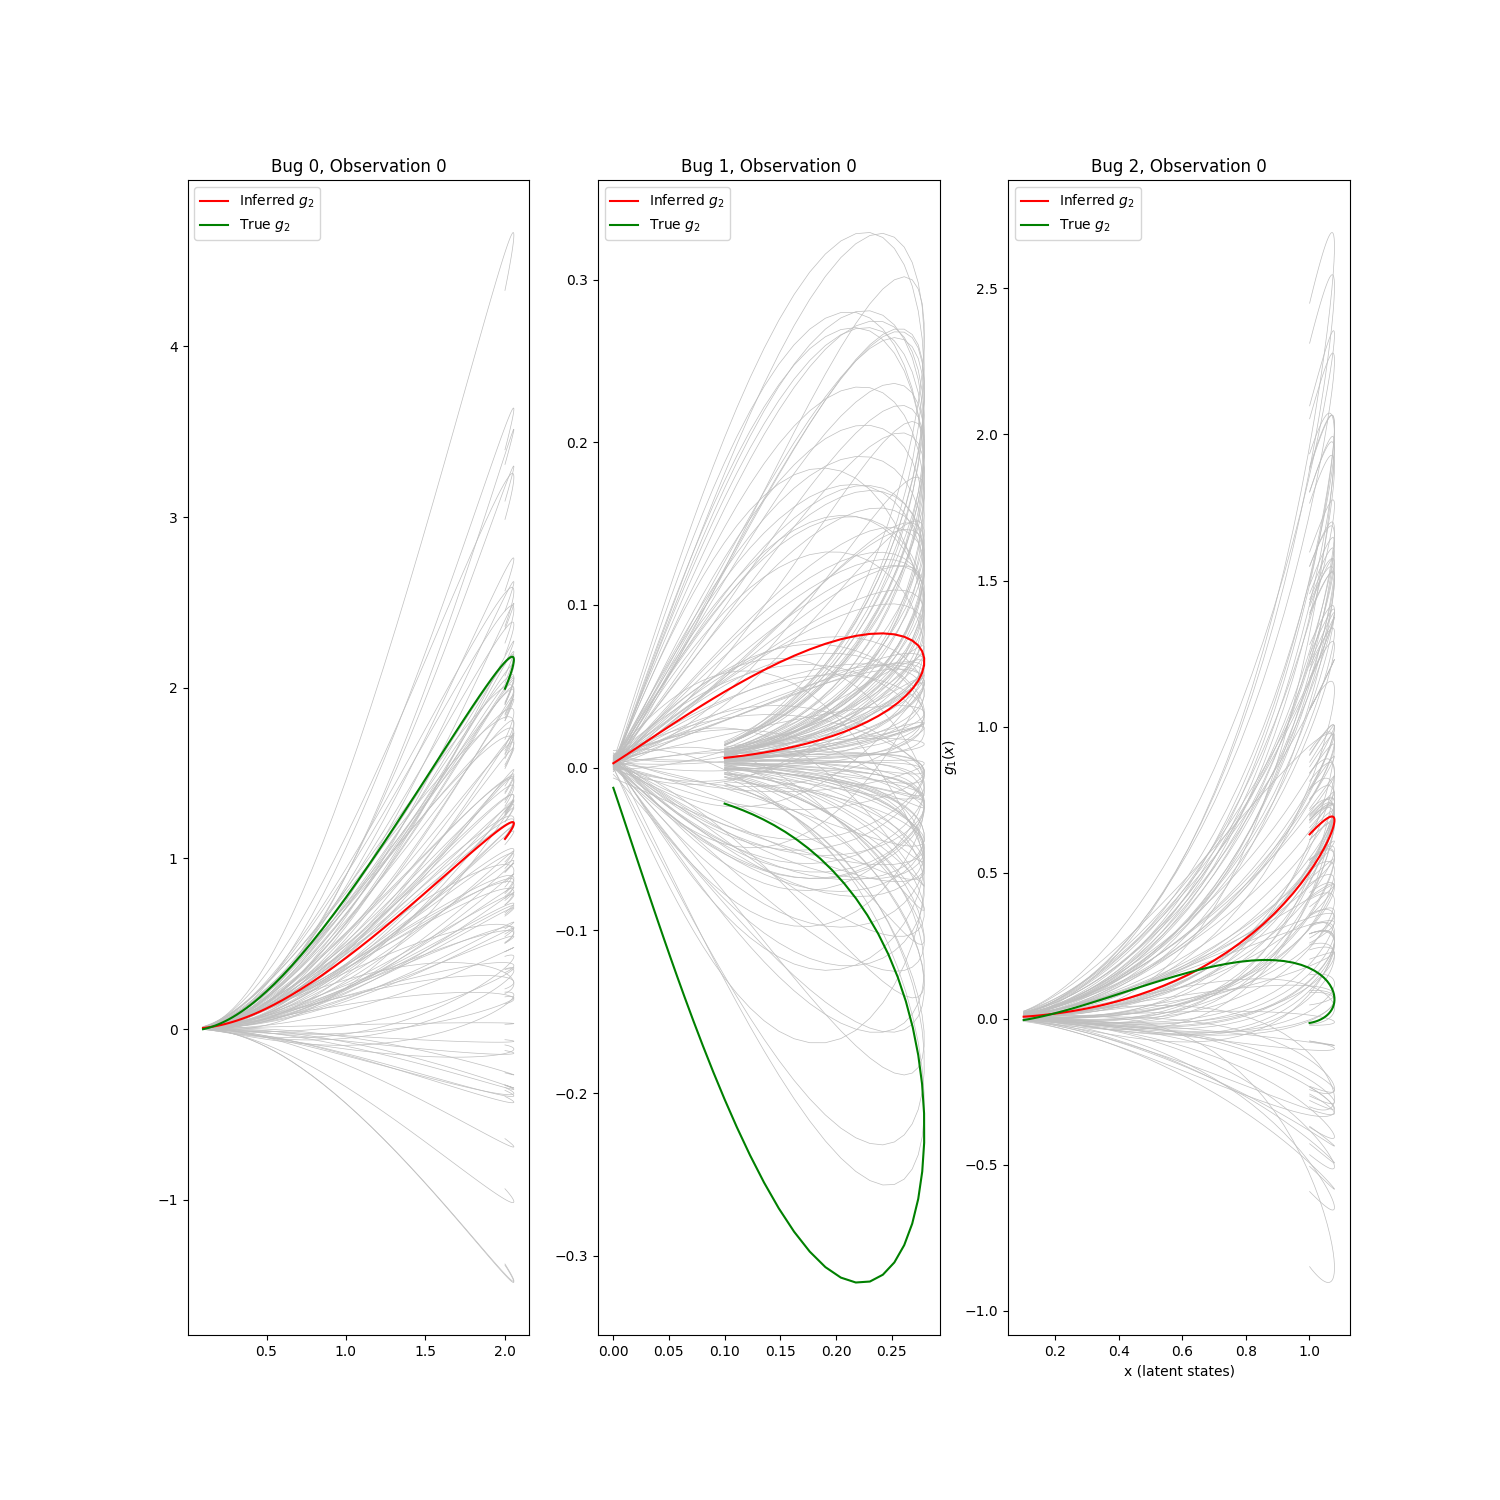 Bug 0, Observation 0
Inferred g₂
True g₂
4
3
2
1
0
−1
0.5 1.0 1.5 2.0
Bug 1, Observation 0
Inferred g₂
True g₂
0.3
0.2
0.1
0.0
−0.1
−0.2
−0.3
0.00 0.05 0.10 0.15 0.20 0.25
Bug 2, Observation 0
Inferred g₂
True g₂
g₁(x)
2.5
2.0
1.5
1.0
0.5
0.0
−0.5
−1.0
0.2 0.4 0.6 0.8 1.0
x (latent states)